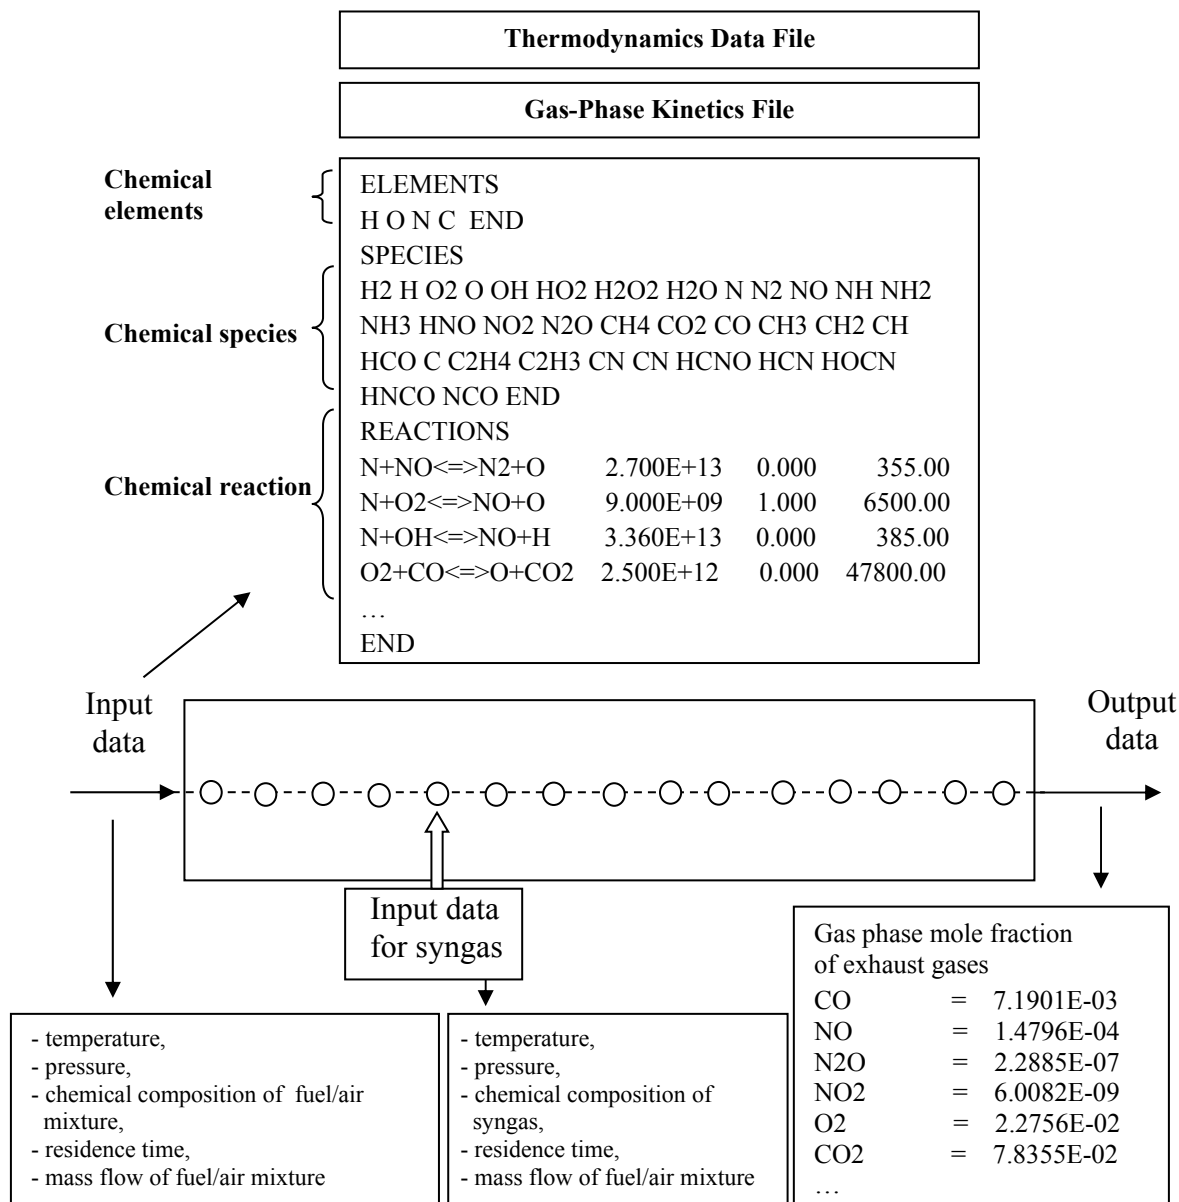 Thermodynamics Data File
Gas-Phase Kinetics File
Chemical
elements
ELEMENTS
H O N C END
SPECIES
Chemical species
H2 H O2 O OH HO2 H2O2 H2O N N2 NO NH NH2
NH3 HNO NO2 N2O CH4 CO2 CO CH3 CH2 CH
HCO C C2H4 C2H3 CN CN HCNO HCN HOCN
HNCO NCO END
REACTIONS
Chemical reaction
N+NO<=>N2+O 2.700E+13 0.000 355.00
N+O2<=>NO+O 9.000E+09 1.000 6500.00
N+OH<=>NO+H 3.360E+13 0.000 385.00
O2+CO<=>O+CO2 2.500E+12 0.000 47800.00
…
END
Input
data
Output
data
Input data
for syngas
- temperature,
- pressure,
- chemical composition of fuel/air
mixture,
- residence time,
- mass flow of fuel/air mixture
- temperature,
- pressure,
- chemical composition of
syngas,
- residence time,
- mass flow of fuel/air mixture
Gas phase mole fraction
of exhaust gases
CO = 7.1901E-03
NO = 1.4796E-04
N2O = 2.2885E-07
NO2 = 6.0082E-09
O2 = 2.2756E-02
CO2 = 7.8355E-02
…